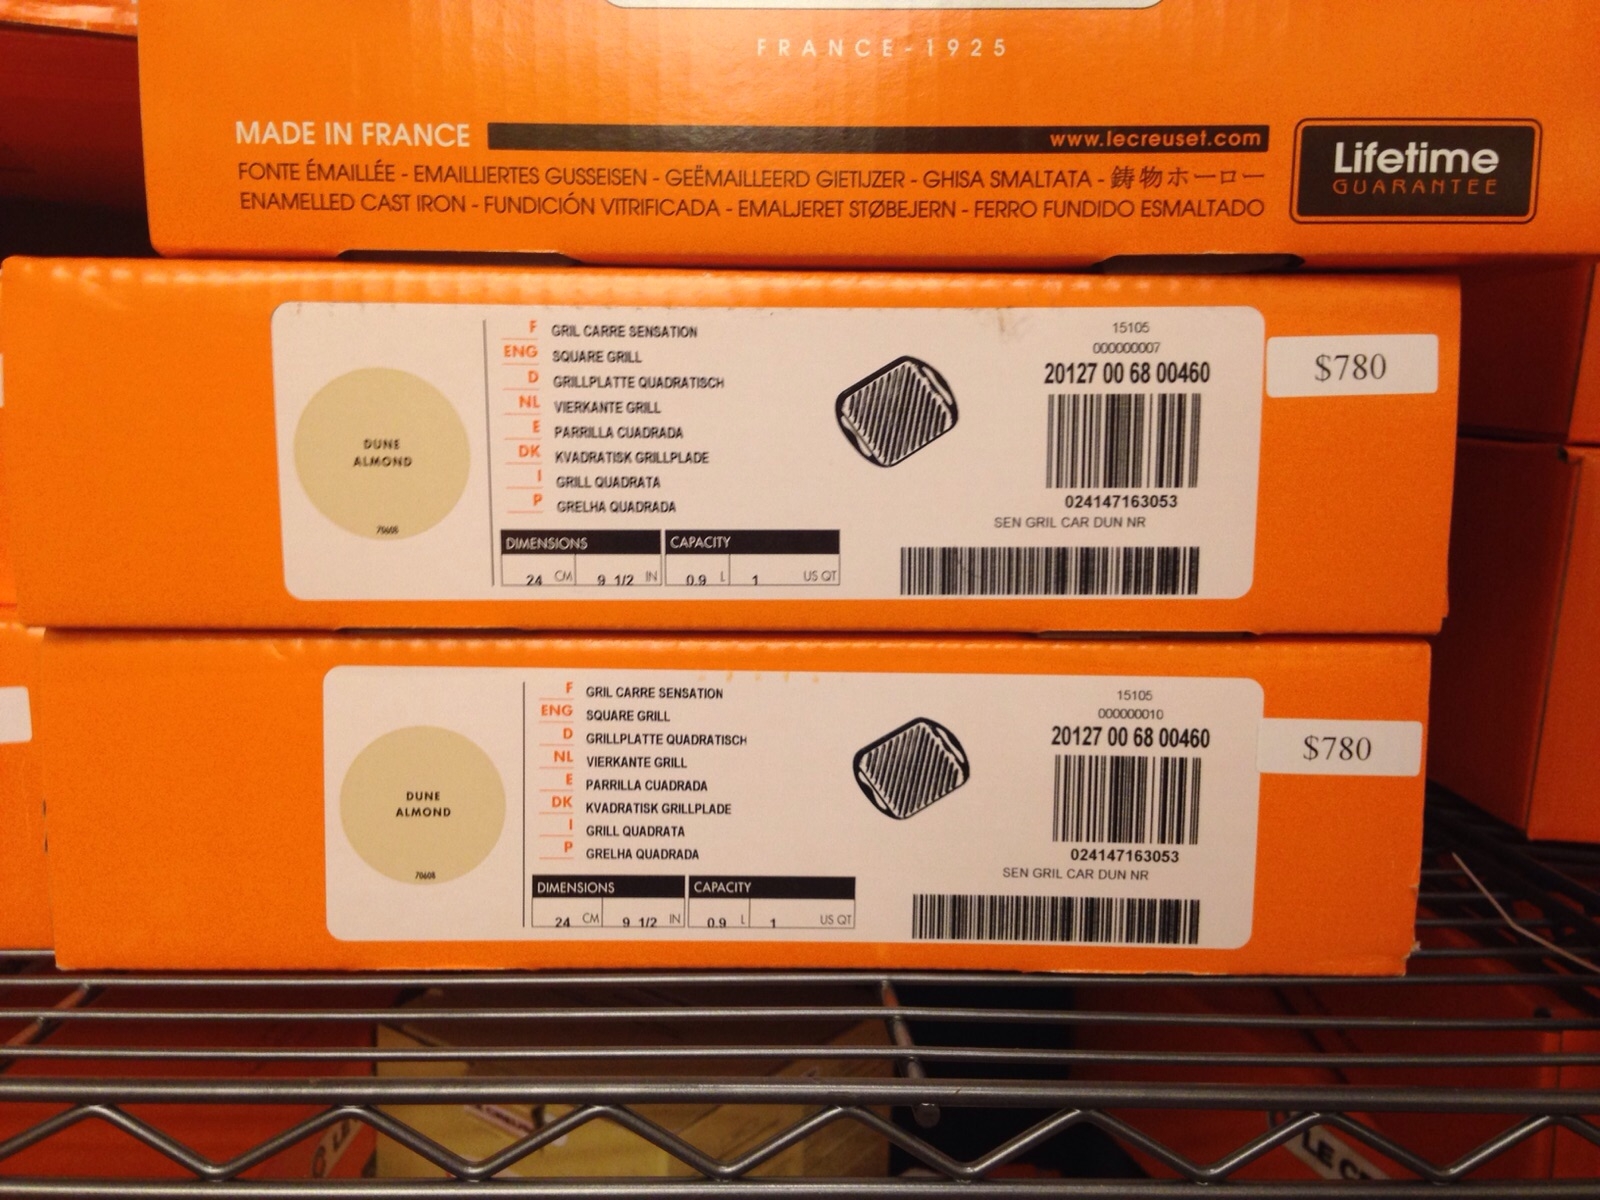 FRANCE-1925
MADE IN FRANCE
www.lecreuset.com
FONTE ÉMAILLÉE - EMAILLIERTES GUSSEISEN - GEËMAILLEERD GIETIJZER - GHISA SMALTATA - 鋳物ホーロー
ENAMELLED CAST IRON - FUNDICIÓN VITRIFICADA - EMALJERET STØBEJERN - FERRO FUNDIDO ESMALTADO
Lifetime
GUARANTEE
DUNE
ALMOND
70608
F GRIL CARRE SENSATION
ENG SQUARE GRILL
D GRILLPLATTE QUADRATISCH
NL VIERKANTE GRILL
E PARRILLA CUADRADA
DK KVADRATISK GRILLPLADE
I GRILL QUADRATA
P GRELHA QUADRADA
DIMENSIONS CAPACITY
24 CM 9 1/2 IN 0.9 L 1 US QT
15105
000000007
20127 00 68 00460
024147163053
SEN GRIL CAR DUN NR
$780
DUNE
ALMOND
70608
F GRIL CARRE SENSATION
ENG SQUARE GRILL
D GRILLPLATTE QUADRATISCH
NL VIERKANTE GRILL
E PARRILLA CUADRADA
DK KVADRATISK GRILLPLADE
I GRILL QUADRATA
P GRELHA QUADRADA
DIMENSIONS CAPACITY
24 CM 9 1/2 IN 0.9 L 1 US QT
15105
000000010
20127 00 68 00460
024147163053
SEN GRIL CAR DUN NR
$780